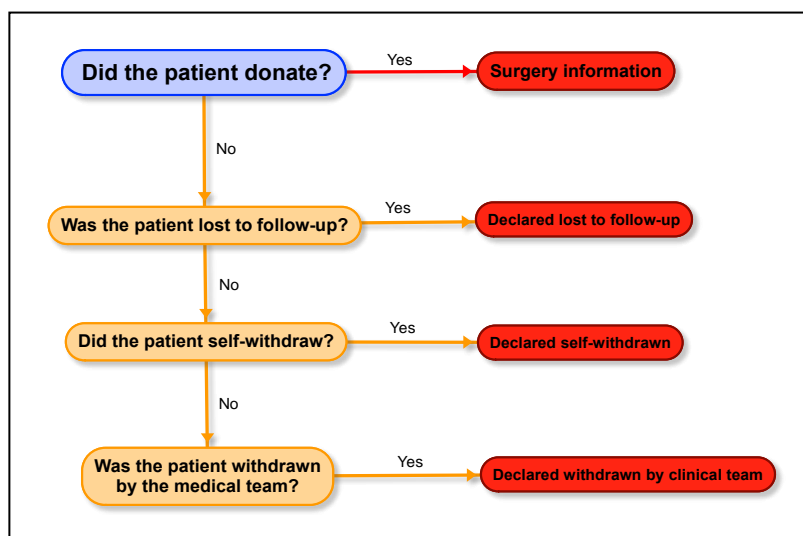 Did the patient donate?
Yes
Surgery information
No
Was the patient lost to follow-up?
Yes
Declared lost to follow-up
No
Did the patient self-withdraw?
Yes
Declared self-withdrawn
No
Was the patient withdrawn
by the medical team?
Yes
Declared withdrawn by clinical team